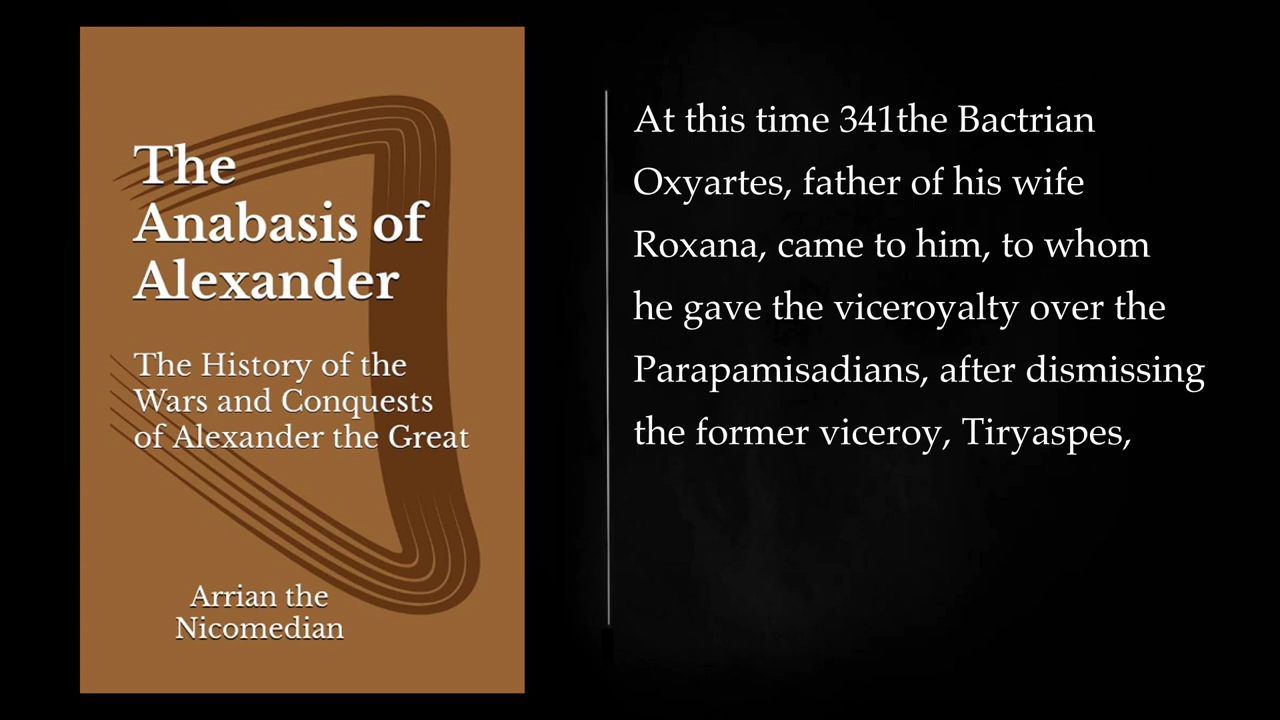 The
Anabasis of
Alexander
The History of the
Wars and Conquests
of Alexander the Great
Arrian the
Nicomedian
At this time 341the Bactrian
Oxyartes, father of his wife
Roxana, came to him, to whom
he gave the viceroyalty over the
Parapamisadians, after dismissing
the former viceroy, Tiryaspes,